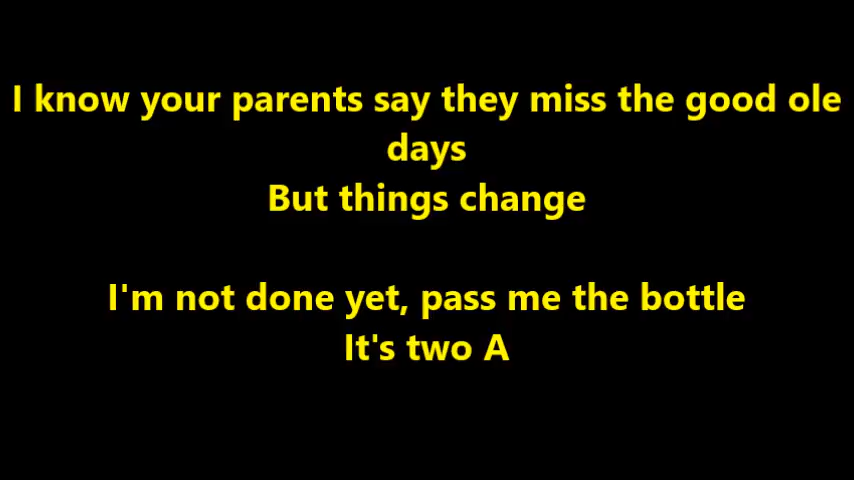 I know your parents say they miss the good ole
days
But things change
I'm not done yet, pass me the bottle
It's two A